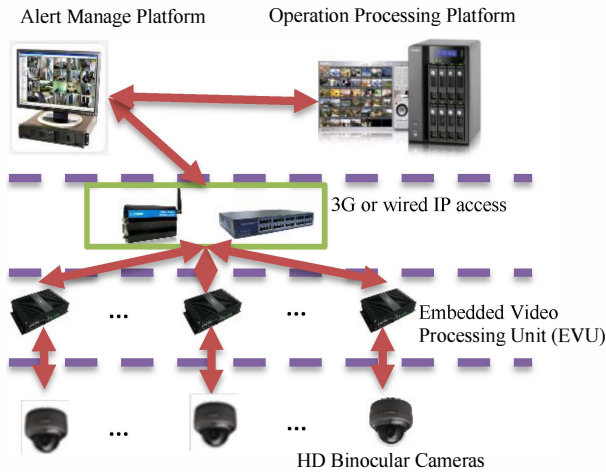 Alert Manage Platform
Operation Processing Platform
3G or wired IP access
... ...
Embedded Video
Processing Unit (EVU)
... ...
HD Binocular Cameras